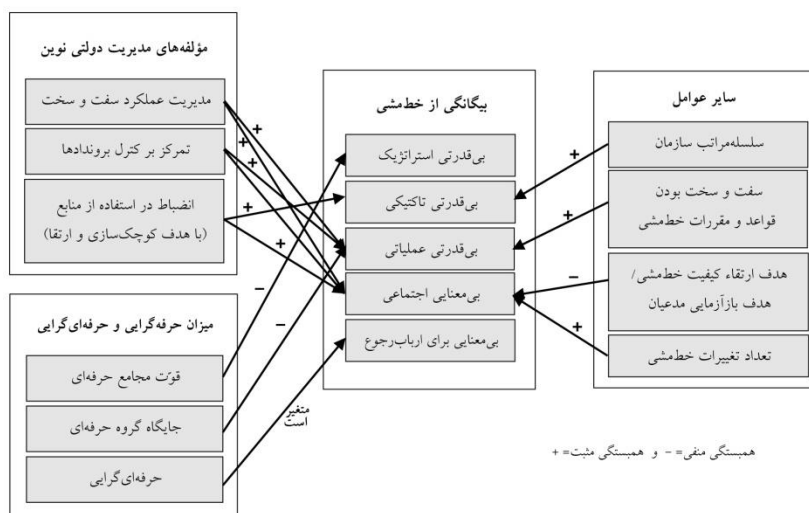 مؤلفه‌های مدیریت دولتی نوین
مدیریت عملکرد سفت و سخت
تمرکز بر کنترل بروندادها
انضباط در استفاده از منابع
(با هدف کوچک‌سازی و ارتقا)
میزان حرفه‌گرایی و حرفه‌ای‌گرایی
قوّت مجامع حرفه‌ای
جایگاه گروه حرفه‌ای
حرفه‌ای‌گرایی
بیگانگی از خط‌مشی
بی‌قدرتی استراتژیک
بی‌قدرتی تاکتیکی
بی‌قدرتی عملیاتی
بی‌معنایی اجتماعی
بی‌معنایی برای ارباب‌رجوع
سایر عوامل
سلسله‌مراتب سازمان
سفت و سخت بودن
قواعد و مقررات خط‌مشی
هدف ارتقاء کیفیت خط‌مشی/
هدف بازآزمایی مدعیان
تعداد تغییرات خط‌مشی
+
+
+
+
+
+
−
−
متغیر
است
+
+
−
+
همبستگی منفی= − و همبستگی مثبت= +